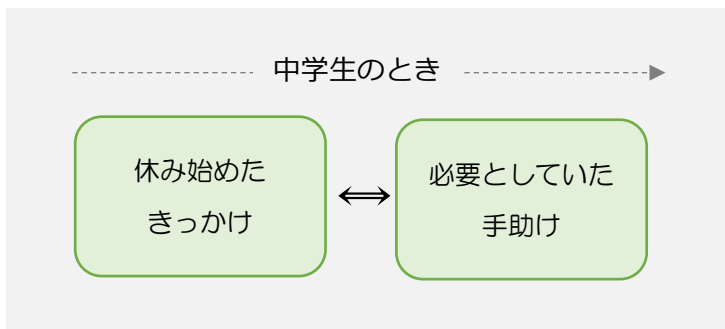 中学生のとき
休み始めた
きっかけ
必要としていた
手助け